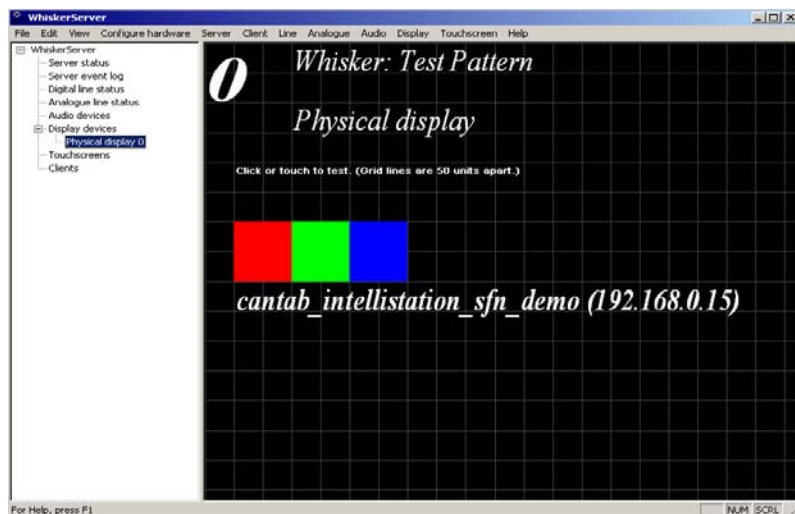 WhiskerServer
File Edit View Configure hardware Server Client Line Analogue Audio Display Touchscreen Help
WhiskerServer
Server status
Server event log
Digital line status
Analogue line status
Audio devices
Display devices
Physical display 0
Touchscreens
Clients
0
Whisker: Test Pattern
Physical display
Click or touch to test. (Grid lines are 50 units apart.)
cantab_intellistation_sfn_demo (192.168.0.15)
For Help, press F1
NUM SCRL